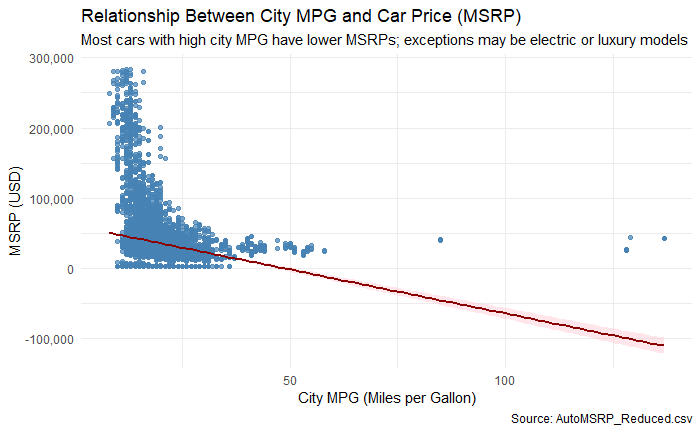 Relationship Between City MPG and Car Price (MSRP)
Most cars with high city MPG have lower MSRPs; exceptions may be electric or luxury models
300,000
200,000
100,000
0
-100,000
MSRP (USD)
50
100
City MPG (Miles per Gallon)
Source: AutoMSRP_Reduced.csv